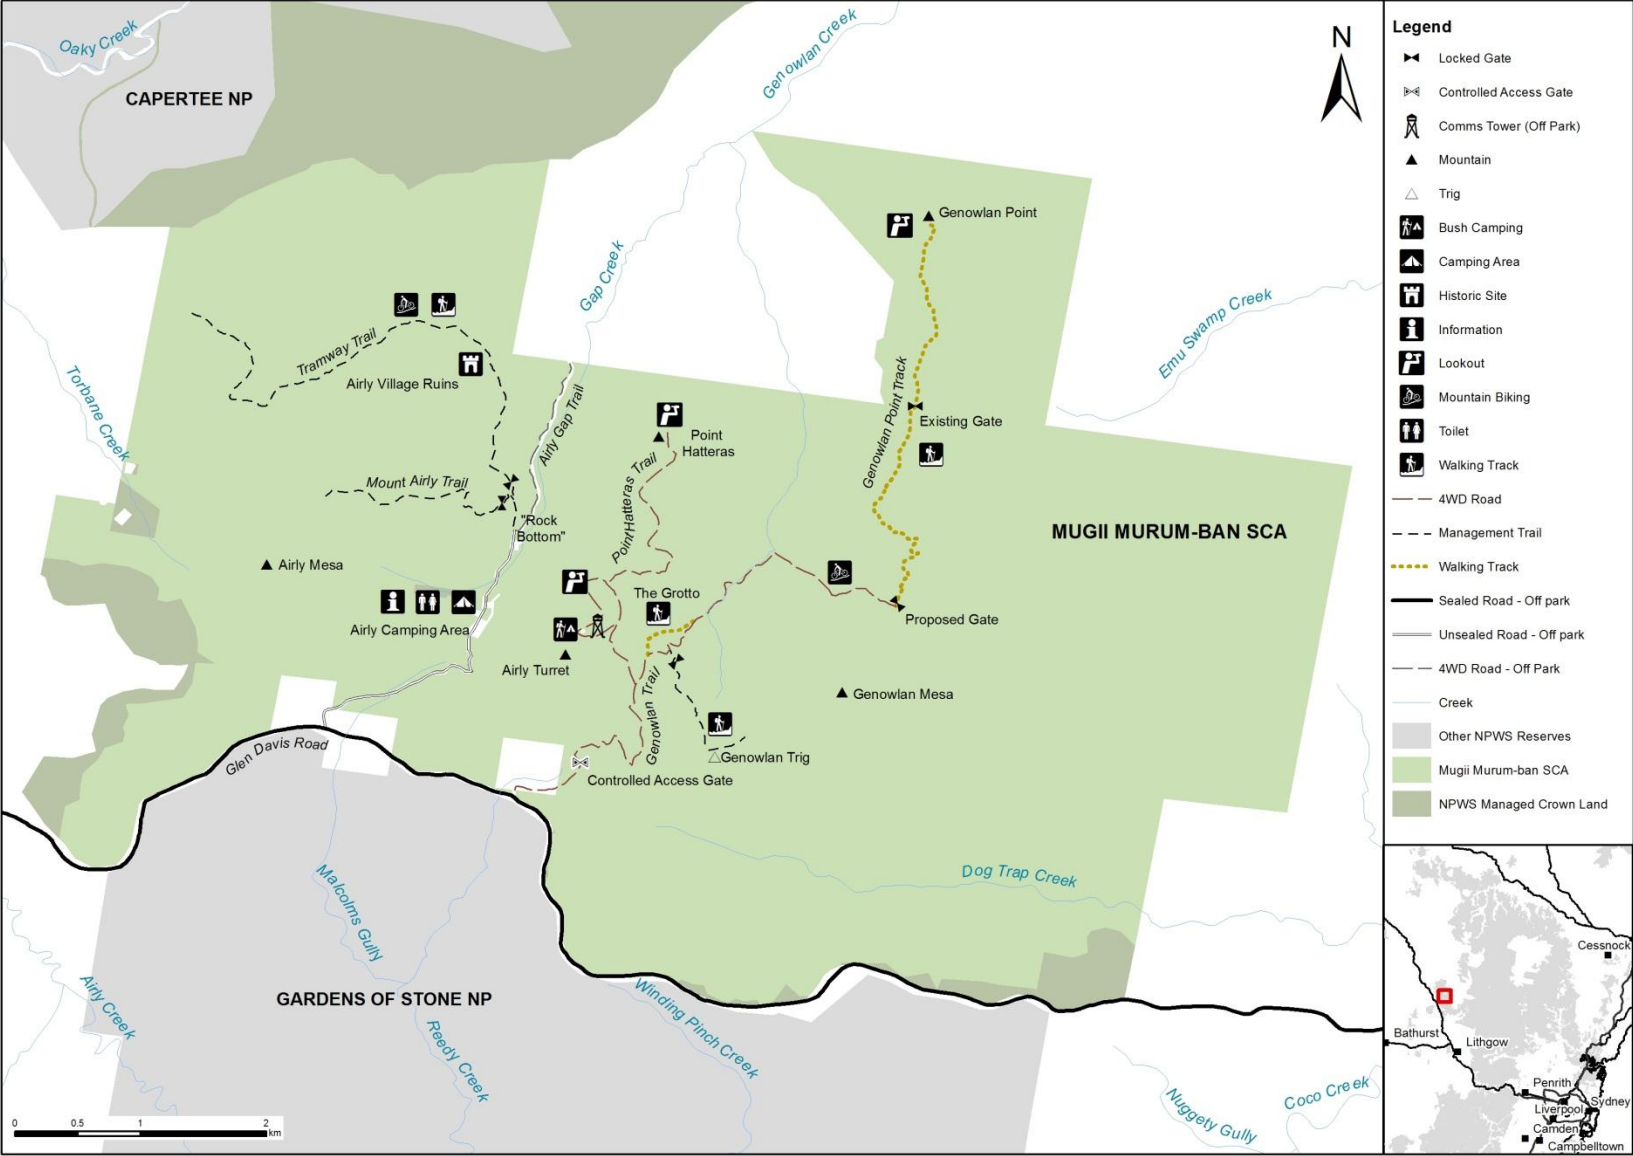 Oaky Creek
CAPERTEE NP
Genowlan Creek
N
Genowlan Point
Gap Creek
Emu Swamp Creek
Torbane Creek
Tramway Trail
Airly Village Ruins
Airly Gap Trail
Genowlan Point Track
Existing Gate
Point
Hatteras
Point Hatteras Trail
Mount Airly Trail
"Rock
Bottom"
MUGII MURUM-BAN SCA
Airly Mesa
The Grotto
Proposed Gate
Airly Camping Area
Airly Turret
Genowlan Mesa
Genowlan Trail
Genowlan Trig
Controlled Access Gate
Glen Davis Road
Dog Trap Creek
Malcolms Gully
GARDENS OF STONE NP
Airly Creek
Reedy Creek
Winding Pinch Creek
Nuggety Gully
Coco Creek
0 0.5 1 2
km
Legend
Locked Gate
Controlled Access Gate
Comms Tower (Off Park)
Mountain
Trig
Bush Camping
Camping Area
Historic Site
Information
Lookout
Mountain Biking
Toilet
Walking Track
4WD Road
Management Trail
Walking Track
Sealed Road - Off park
Unsealed Road - Off park
4WD Road - Off Park
Creek
Other NPWS Reserves
Mugii Murum-ban SCA
NPWS Managed Crown Land
Cessnock
Bathurst
Lithgow
Penrith
Sydney
Liverpool
Camden
Campbelltown